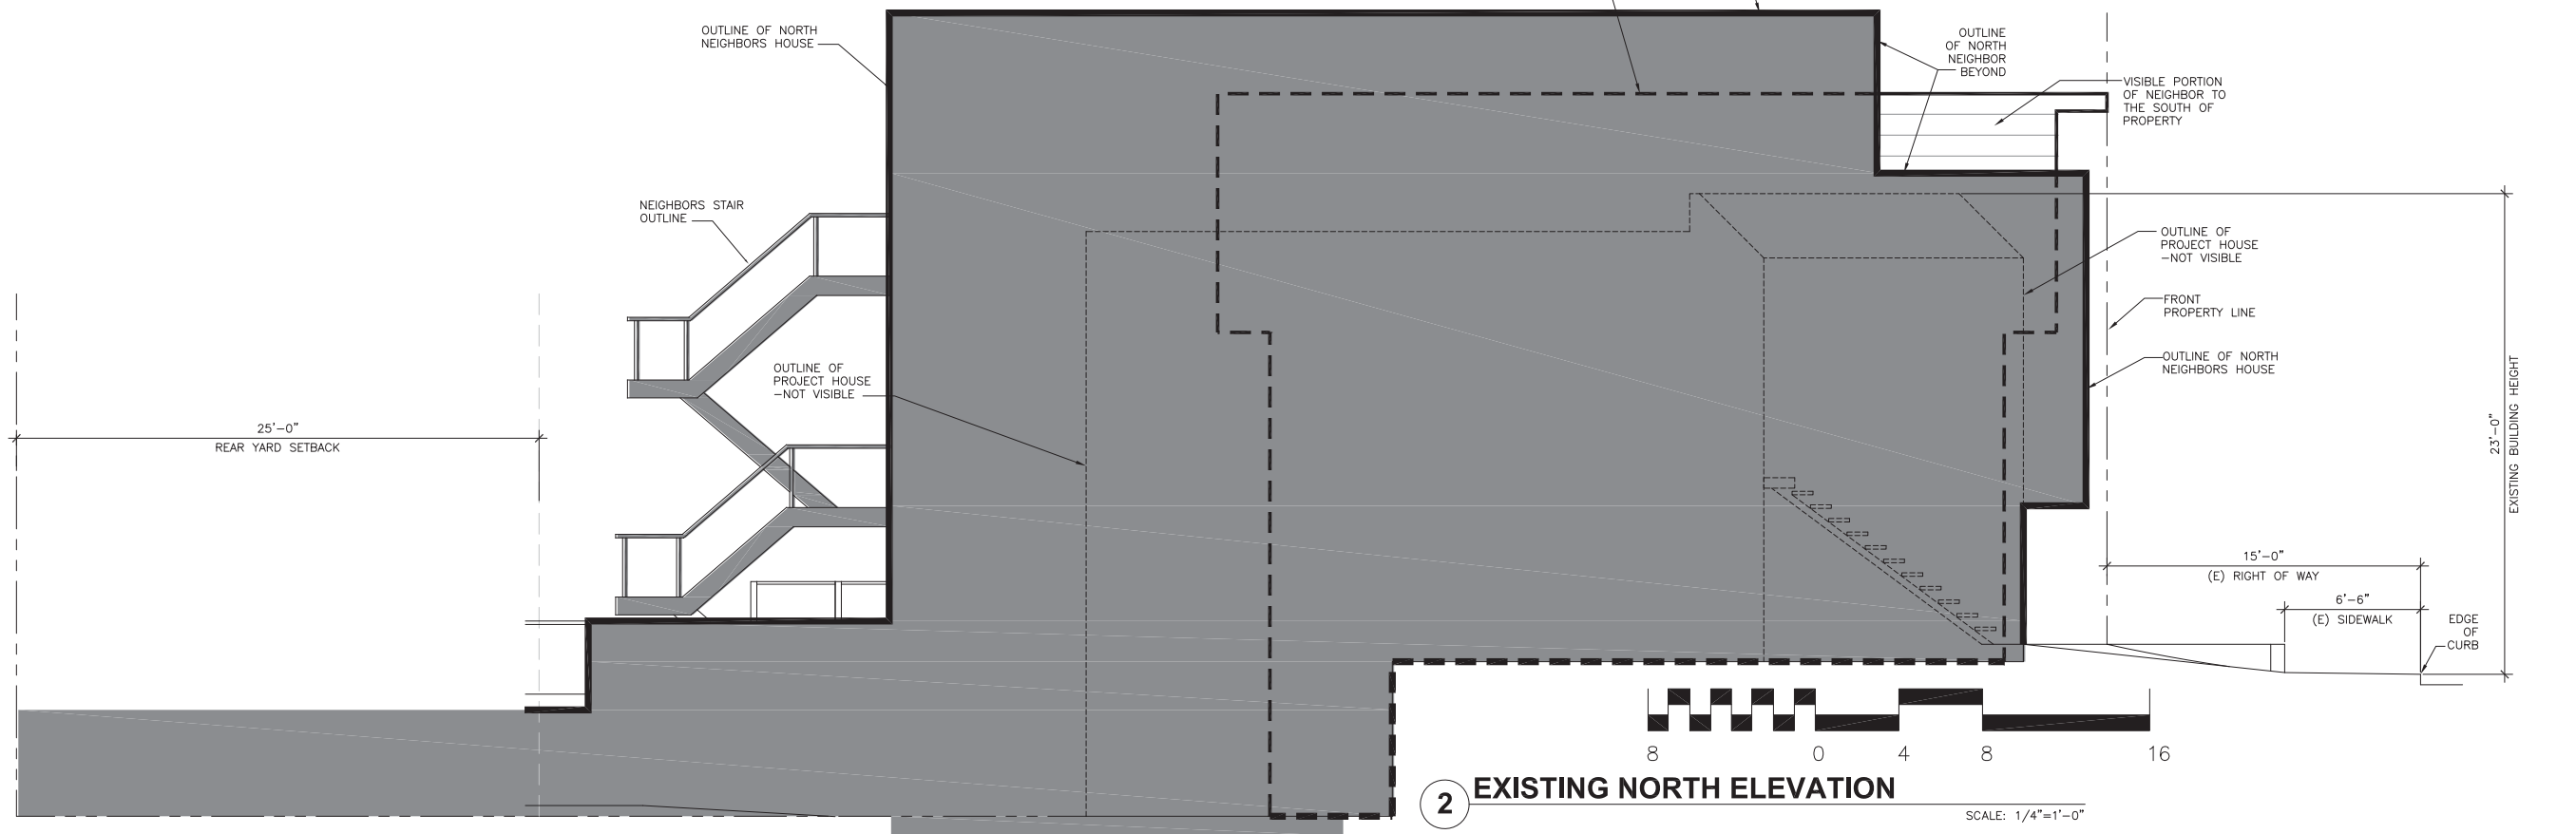 OUTLINE OF NORTH
NEIGHBORS HOUSE
OUTLINE
OF NORTH
NEIGHBOR
BEYOND
VISIBLE PORTION
OF NEIGHBOR TO
THE SOUTH OF
PROPERTY
NEIGHBORS STAIR
OUTLINE
OUTLINE OF
PROJECT HOUSE
-NOT VISIBLE
FRONT
PROPERTY LINE
OUTLINE OF NORTH
NEIGHBORS HOUSE
OUTLINE OF
PROJECT HOUSE
-NOT VISIBLE
25'-0"
REAR YARD SETBACK
23'-0"
EXISTING BUILDING HEIGHT
15'-0"
(E) RIGHT OF WAY
6'-6"
(E) SIDEWALK
EDGE
OF
CURB
8 0 4 8 16
2 EXISTING NORTH ELEVATION
SCALE: 1/4"=1'-0"